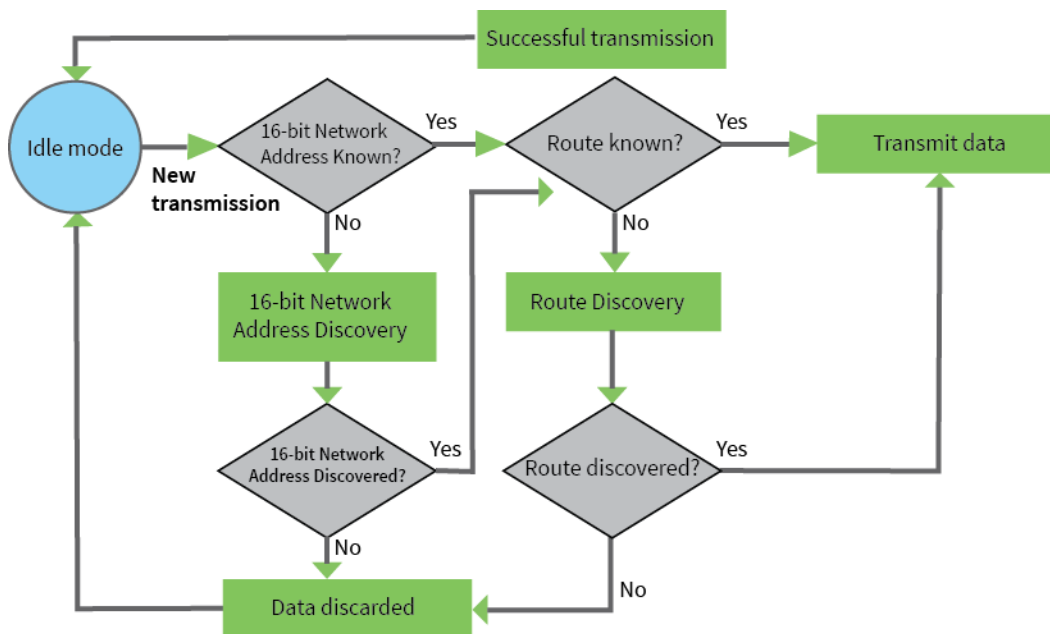 Successful transmission
Idle mode
New
transmission
16-bit Network
Address Known?
Yes
Route known?
Yes
Transmit data
No
No
16-bit Network
Address Discovery
Route Discovery
16-bit Network
Address Discovered?
Yes
Route discovered?
Yes
No
No
Data discarded